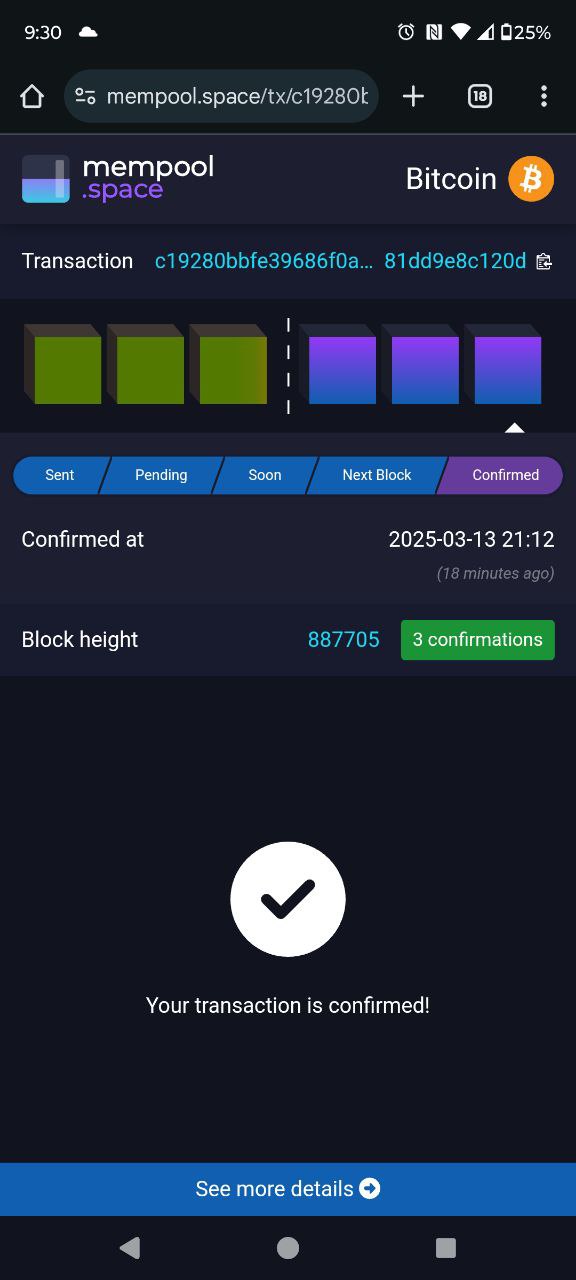 9:30 25%
mempool.space/tx/c19280b 18
mempool
.space
Bitcoin
Transaction c19280bbfe39686f0a... 81dd9e8c120d
Sent Pending Soon Next Block Confirmed
Confirmed at 2025-03-13 21:12
(18 minutes ago)
Block height 887705 3 confirmations
Your transaction is confirmed!
See more details